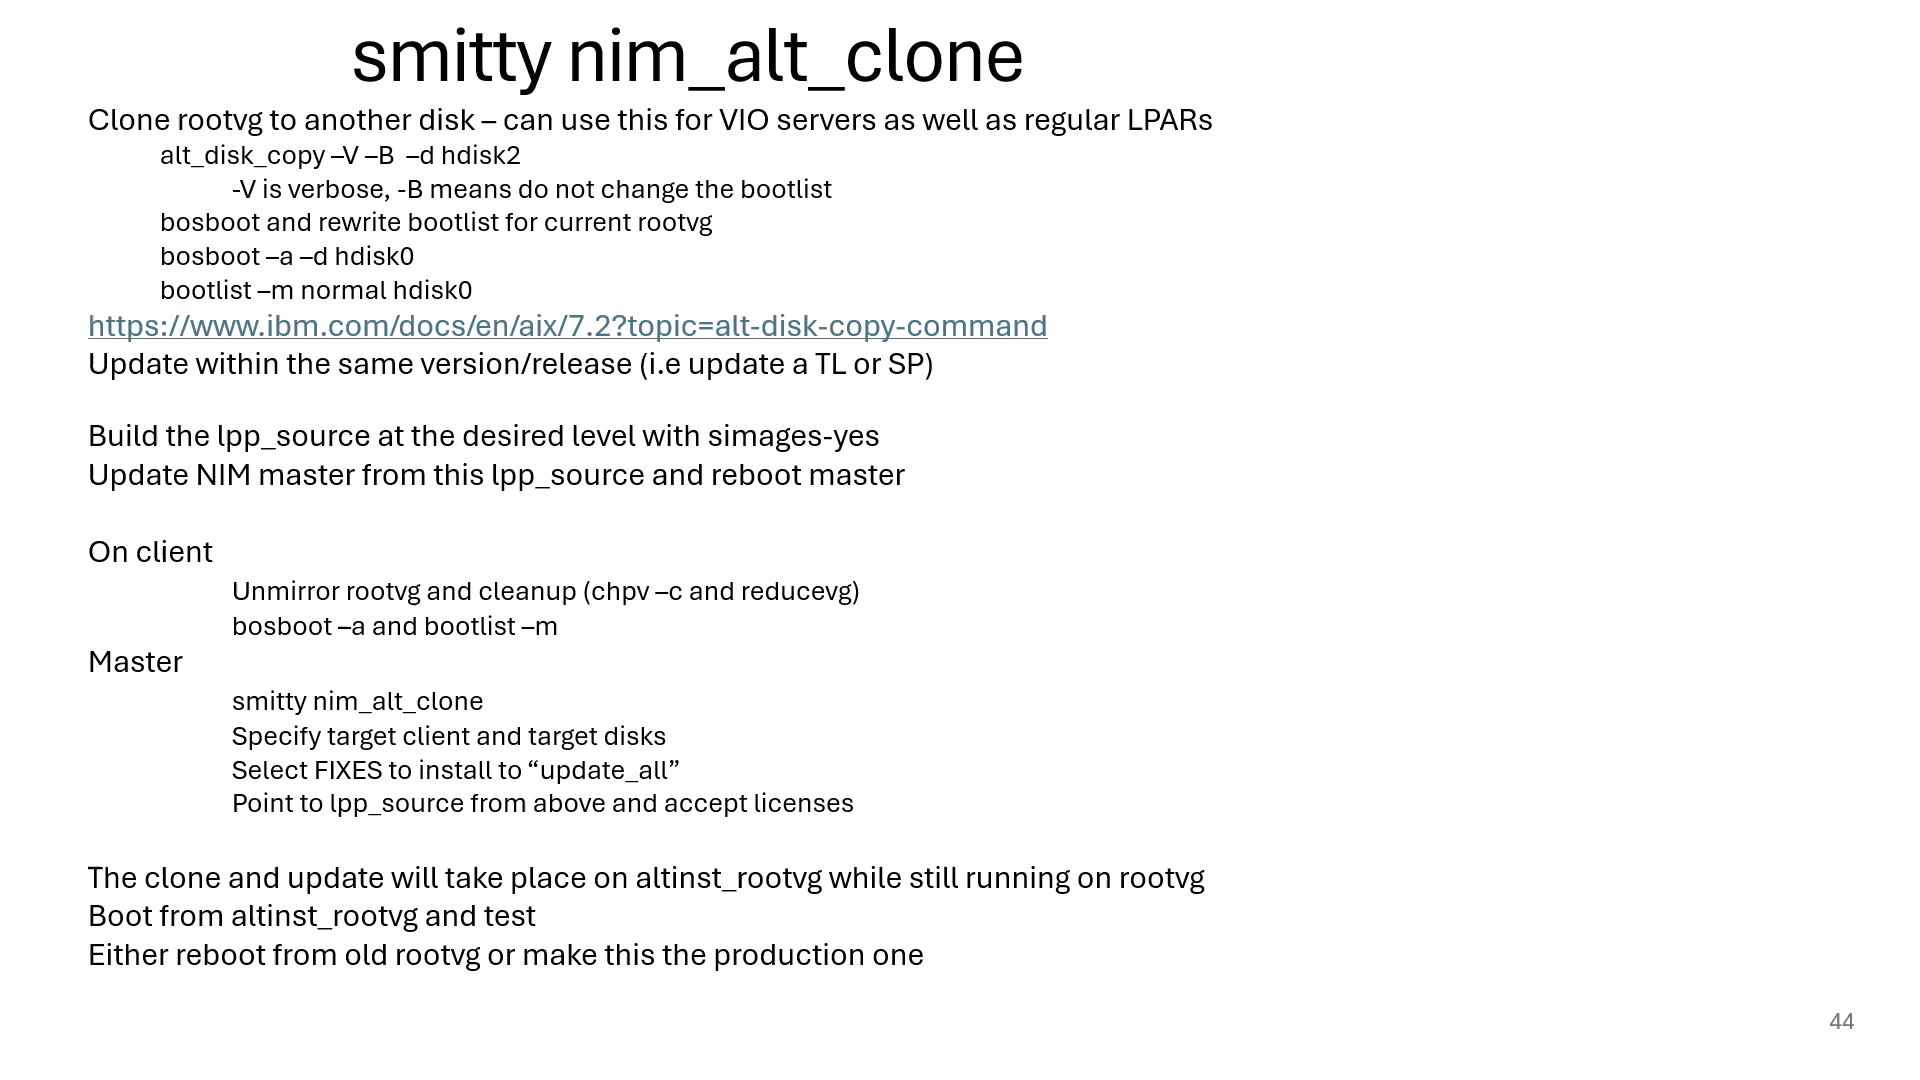 smitty nim_alt_clone
Clone rootvg to another disk – can use this for VIO servers as well as regular LPARs
alt_disk_copy –V –B  –d hdisk2
-V is verbose, -B means do not change the bootlist
bosboot and rewrite bootlist for current rootvg
bosboot –a –d hdisk0
bootlist –m normal hdisk0
https://www.ibm.com/docs/en/aix/7.2?topic=alt-disk-copy-command
Update within the same version/release (i.e update a TL or SP)
Build the lpp_source at the desired level with simages-yes
Update NIM master from this lpp_source and reboot master
On client
Unmirror rootvg and cleanup (chpv –c and reducevg)
bosboot –a and bootlist –m
Master
smitty nim_alt_clone
Specify target client and target disks
Select FIXES to install to “update_all”
Point to lpp_source from above and accept licenses
The clone and update will take place on altinst_rootvg while still running on rootvg
Boot from altinst_rootvg and test
Either reboot from old rootvg or make this the production one
44